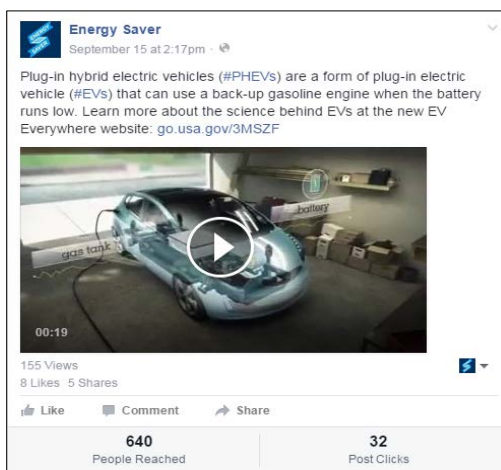 ENERGY SAVER
Energy Saver
September 15 at 2:17pm ·
Plug-in hybrid electric vehicles (#PHEVs) are a form of plug-in electric
vehicle (#EVs) that can use a back-up gasoline engine when the battery
runs low. Learn more about the science behind EVs at the new EV
Everywhere website: go.usa.gov/3MSZF
gas tank
battery
00:19
155 Views
8 Likes 5 Shares
Like Comment Share
640 32
People Reached Post Clicks